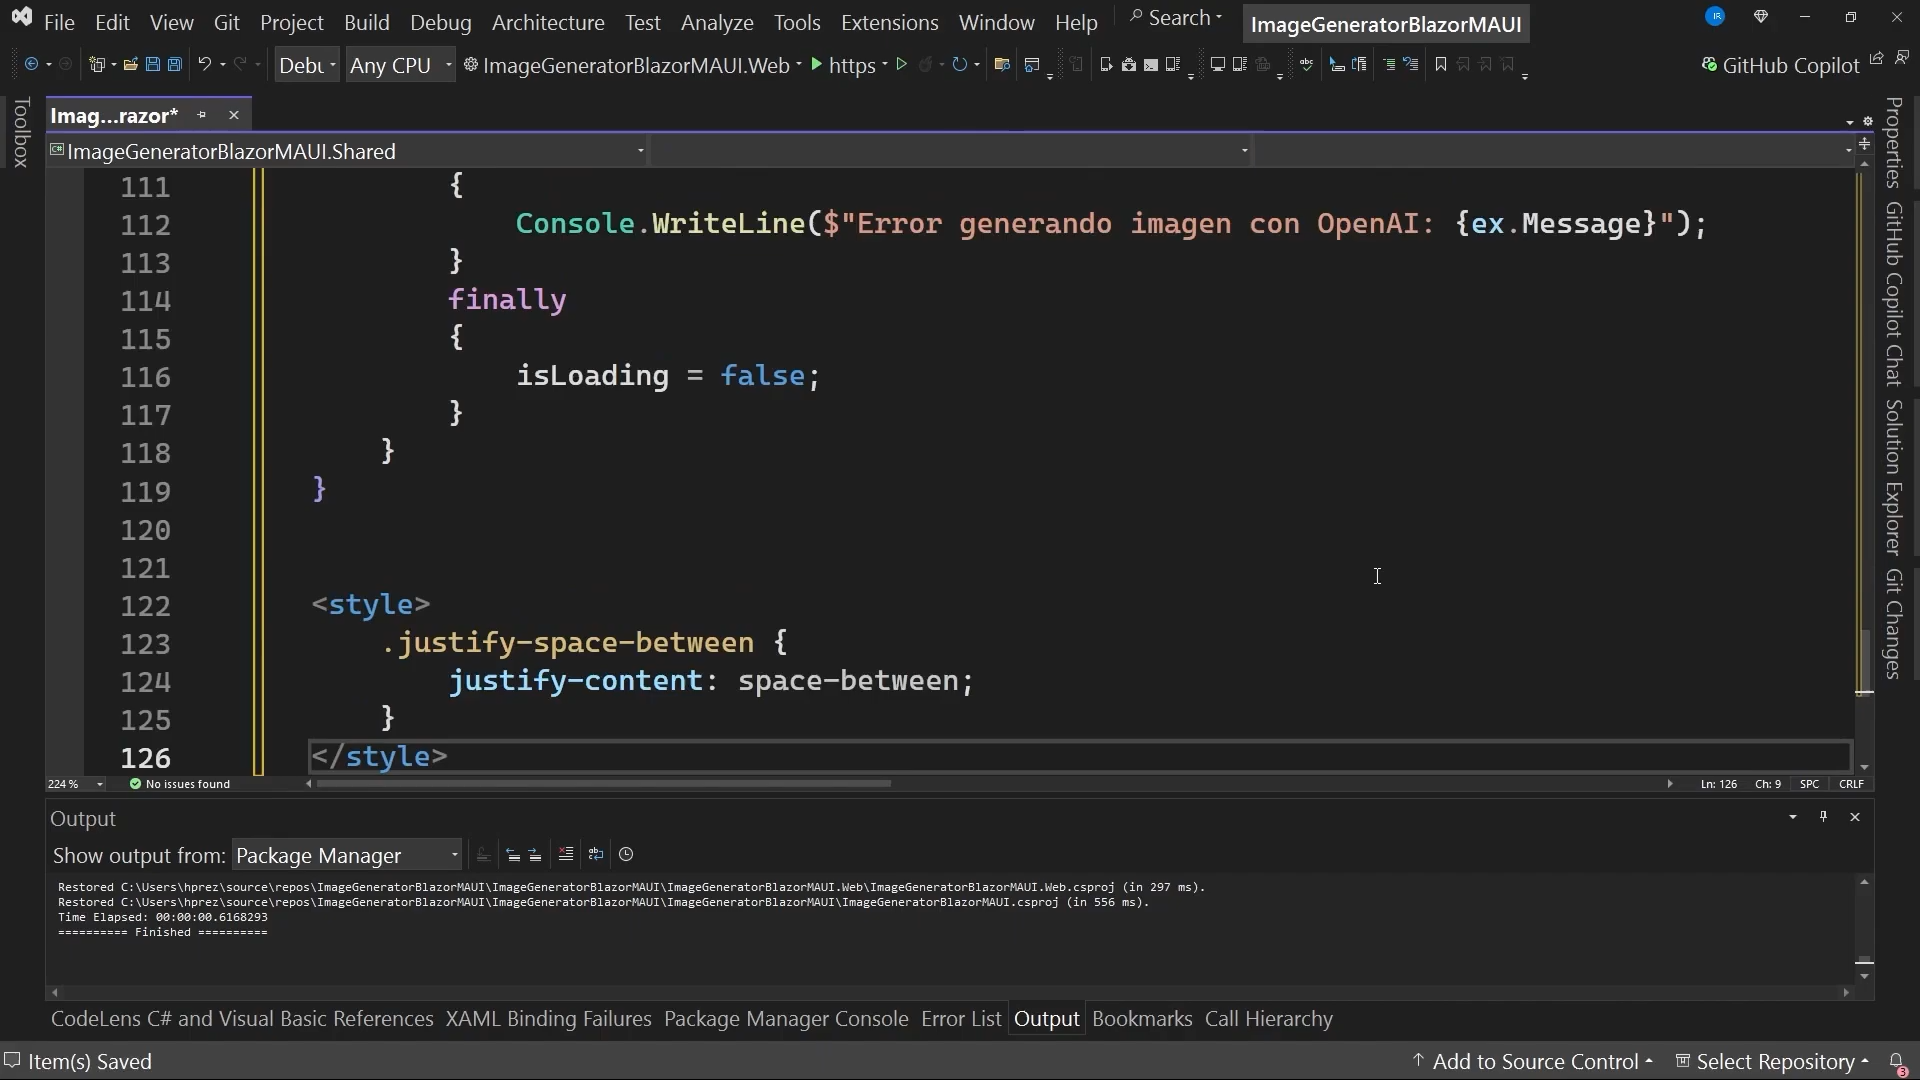 File Edit View Git Project Build Debug Architecture Test Analyze Tools Extensions Window Help Search ImageGeneratorBlazorMAUI IR
Debu Any CPU ImageGeneratorBlazorMAUI.Web https GitHub Copilot
Toolbox
Imag...razor*
ImageGeneratorBlazorMAUI.Shared
111 {
112 Console.WriteLine($"Error generando imagen con OpenAI: {ex.Message}");
113 }
114 finally
115 {
116 isLoading = false;
117 }
118 }
119 }
120
121
122 <style>
123 .justify-space-between {
124 justify-content: space-between;
125 }
126 </style>
224 % No issues found Ln: 126 Ch: 9 SPC CRLF
Properties
GitHub Copilot Chat
Solution Explorer
Git Changes
Output
Show output from: Package Manager
Restored C:\Users\hprez\source\repos\ImageGeneratorBlazorMAUI\ImageGeneratorBlazorMAUI\ImageGeneratorBlazorMAUI.Web\ImageGeneratorBlazorMAUI.Web.csproj (in 297 ms).
Restored C:\Users\hprez\source\repos\ImageGeneratorBlazorMAUI\ImageGeneratorBlazorMAUI\ImageGeneratorBlazorMAUI\ImageGeneratorBlazorMAUI.csproj (in 556 ms).
Time Elapsed: 00:00:00.6168293
========== Finished ==========
CodeLens C# and Visual Basic References XAML Binding Failures Package Manager Console Error List Output Bookmarks Call Hierarchy
Item(s) Saved Add to Source Control Select Repository 3